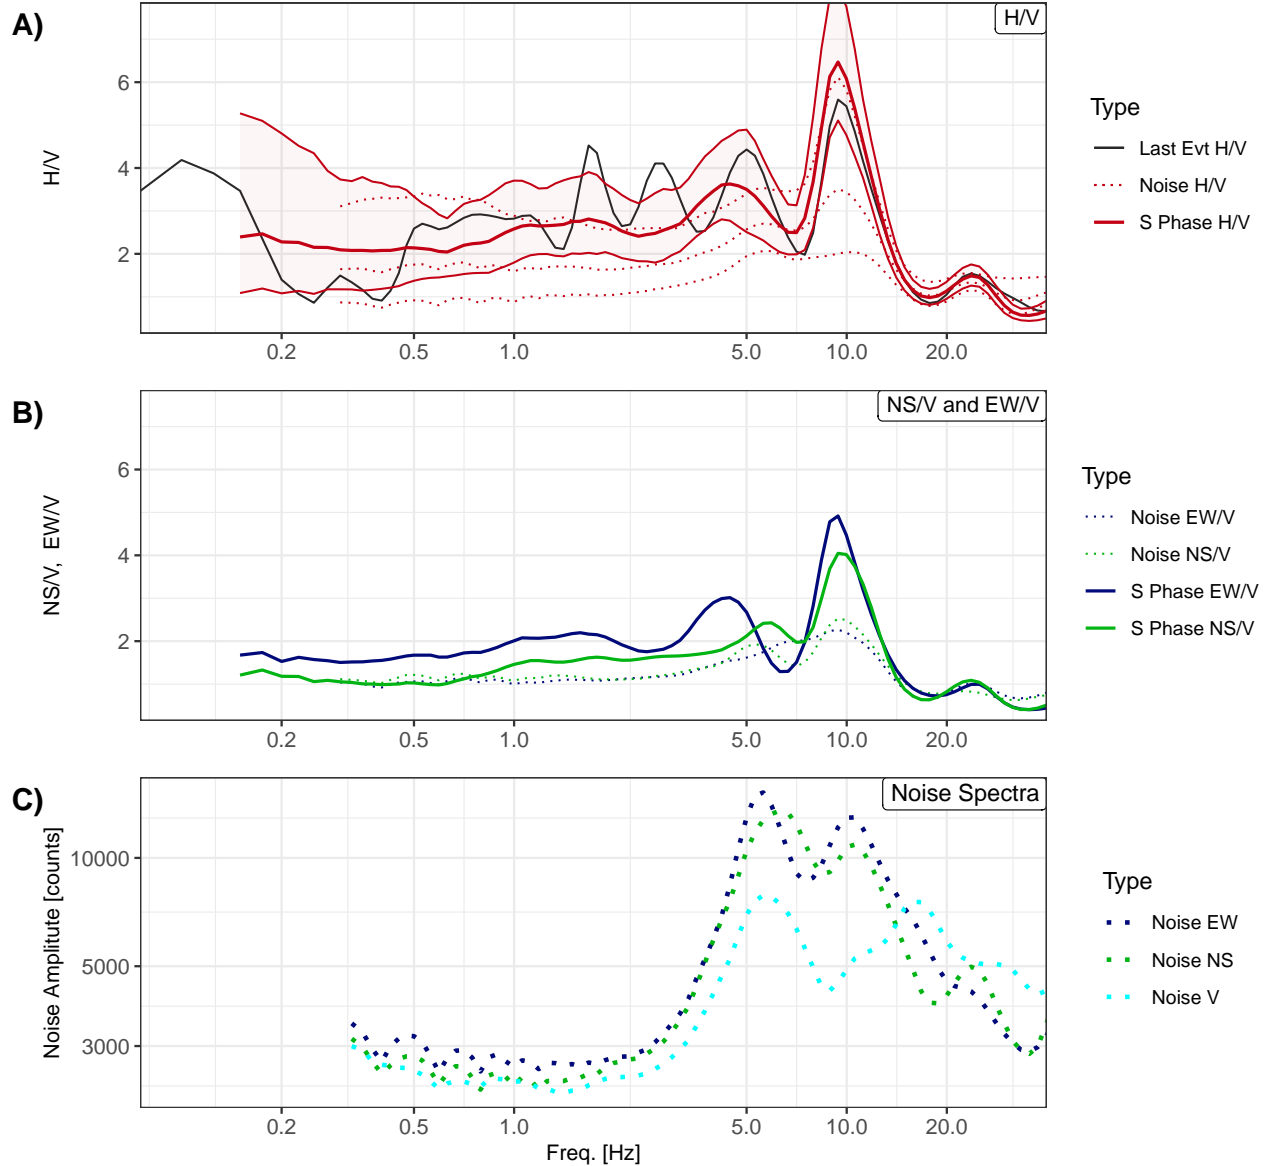 A)
H/V
H/V
6
4
2
0.2 0.5 1.0 5.0 10.0 20.0
Type
Last Evt H/V
Noise H/V
S Phase H/V
B)
NS/V and EW/V
NS/V, EW/V
6
4
2
0.2 0.5 1.0 5.0 10.0 20.0
Type
Noise EW/V
Noise NS/V
S Phase EW/V
S Phase NS/V
C)
Noise Spectra
Noise Amplitude [counts]
10000
5000
3000
0.2 0.5 1.0 5.0 10.0 20.0
Freq. [Hz]
Type
Noise EW
Noise NS
Noise V